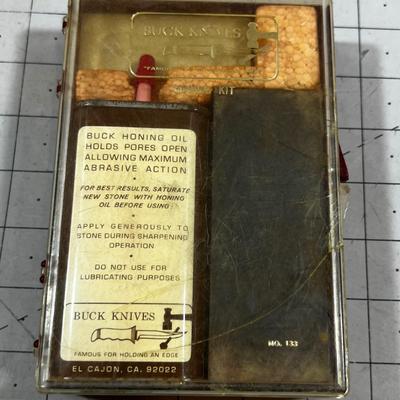 BUCK KNIVES
"FAMOUS
KIT
BUCK HONING OIL
HOLDS PORES OPEN
ALLOWING MAXIMUM
ABRASIVE ACTION
FOR BEST RESULTS, SATURATE
NEW STONE WITH HONING
OIL BEFORE USING
APPLY GENEROUSLY TO
STONE DURING SHARPENING
OPERATION
DO NOT USE FOR
LUBRICATING PURPOSES
BUCK KNIVES
FAMOUS FOR HOLDING AN EDGE
EL CAJON, CA. 92022
NO. 133